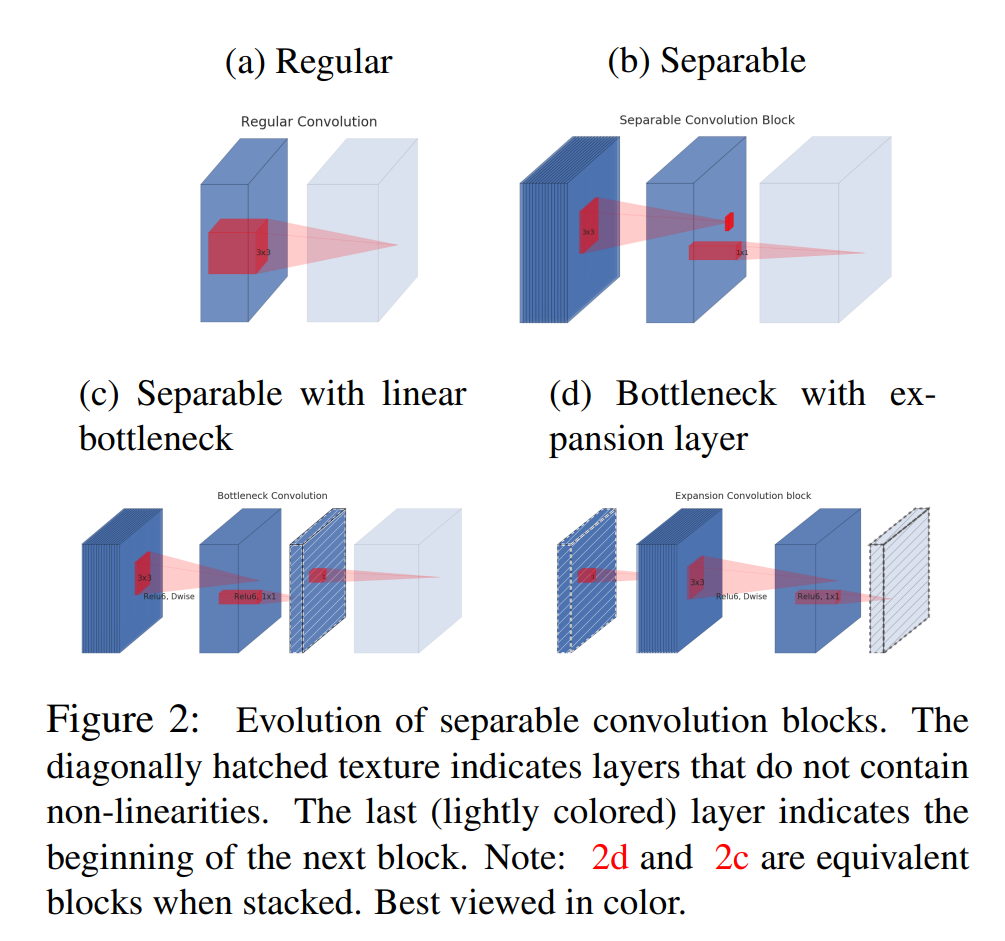 (a) Regular
(b) Separable
Regular Convolution
Separable Convolution Block
3x3
3x3
1x1
(c) Separable with linear
bottleneck
(d) Bottleneck with ex-
pansion layer
Bottleneck Convolution
Expansion Convolution block
3x3
Relu6, Dwise
Relu6, 1x1
3x3
Relu6, Dwise
Relu6, 1x1
Figure 2: Evolution of separable convolution blocks. The
diagonally hatched texture indicates layers that do not contain
non-linearities. The last (lightly colored) layer indicates the
beginning of the next block. Note: 2d and 2c are equivalent
blocks when stacked. Best viewed in color.